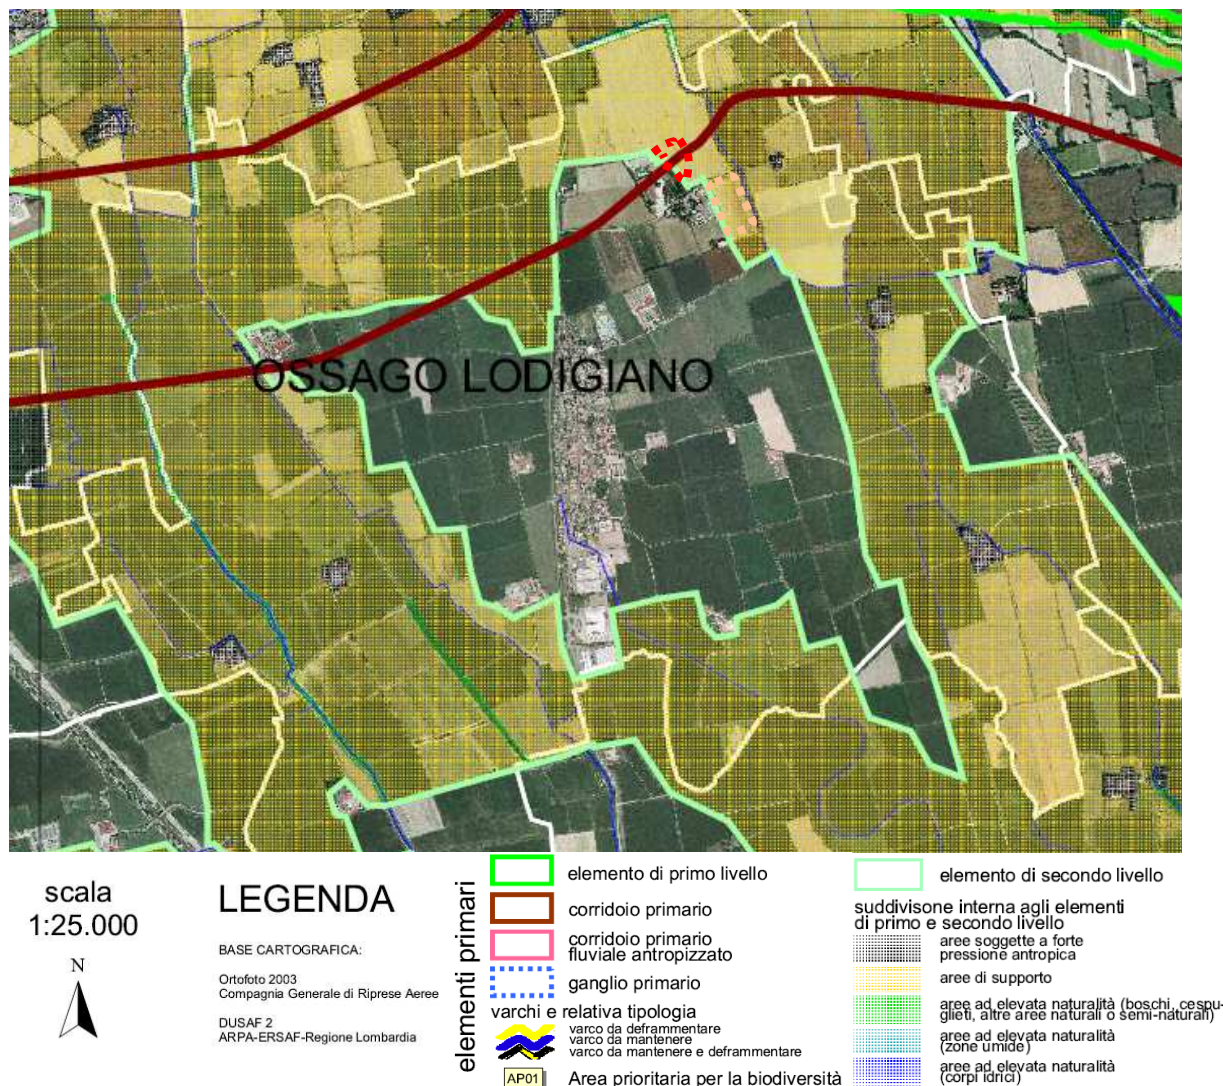 OSSAGO LODIGIANO
scala
1:25.000
N
LEGENDA
BASE CARTOGRAFICA:
Ortofoto 2003
Compagnia Generale di Riprese Aeree
DUSAF 2
ARPA-ERSAF-Regione Lombardia
elementi primari
elemento di primo livello
corridoio primario
corridoio primario
fluviale antropizzato
ganglio primario
varchi e relativa tipologia
varco da deframmentare
varco da mantenere
varco da mantenere e deframmentare
AP01
Area prioritaria per la biodiversità
elemento di secondo livello
suddivisone interna agli elementi
di primo e secondo livello
aree soggette a forte
pressione antropica
aree di supporto
aree ad elevata naturalità (boschi, cespu-
glieti, altre aree naturali o semi-naturali)
aree ad elevata naturalità
(zone umide)
aree ad elevata naturalità
(corpi idrici)